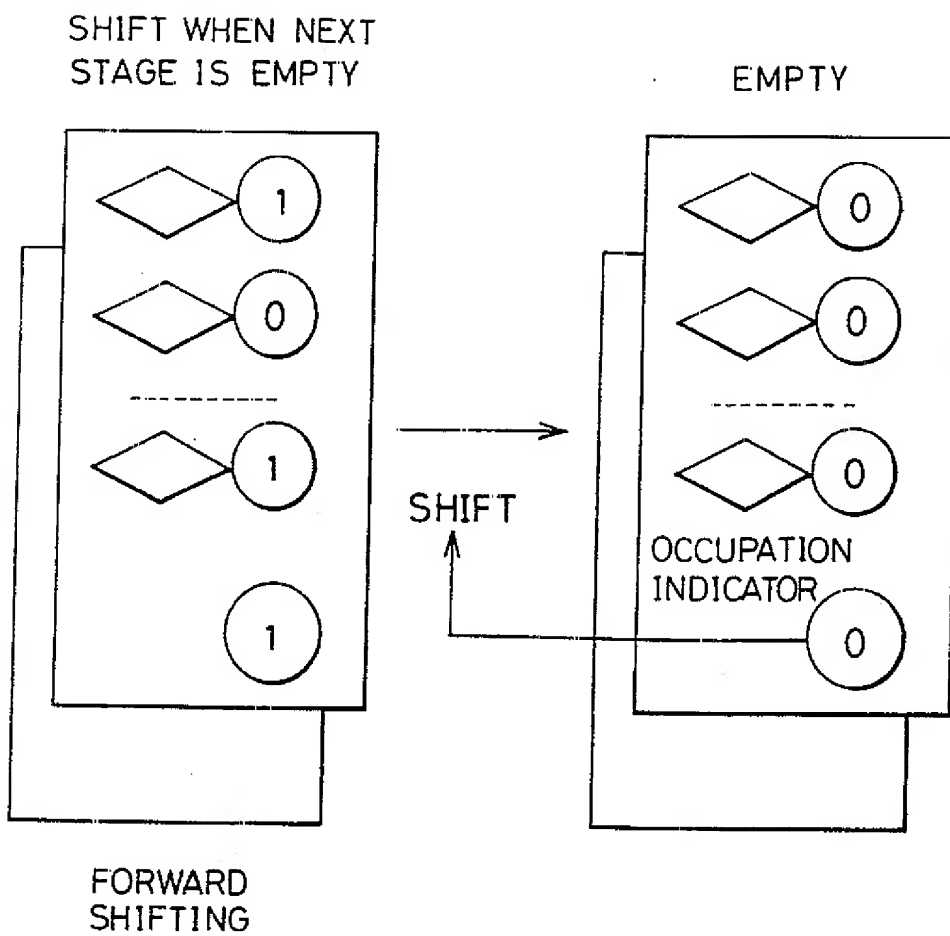 SHIFT WHEN NEXT
STAGE IS EMPTY
EMPTY
1
0
1
1
SHIFT
0
0
0
OCCUPATION
INDICATOR
0
FORWARD
SHIFTING